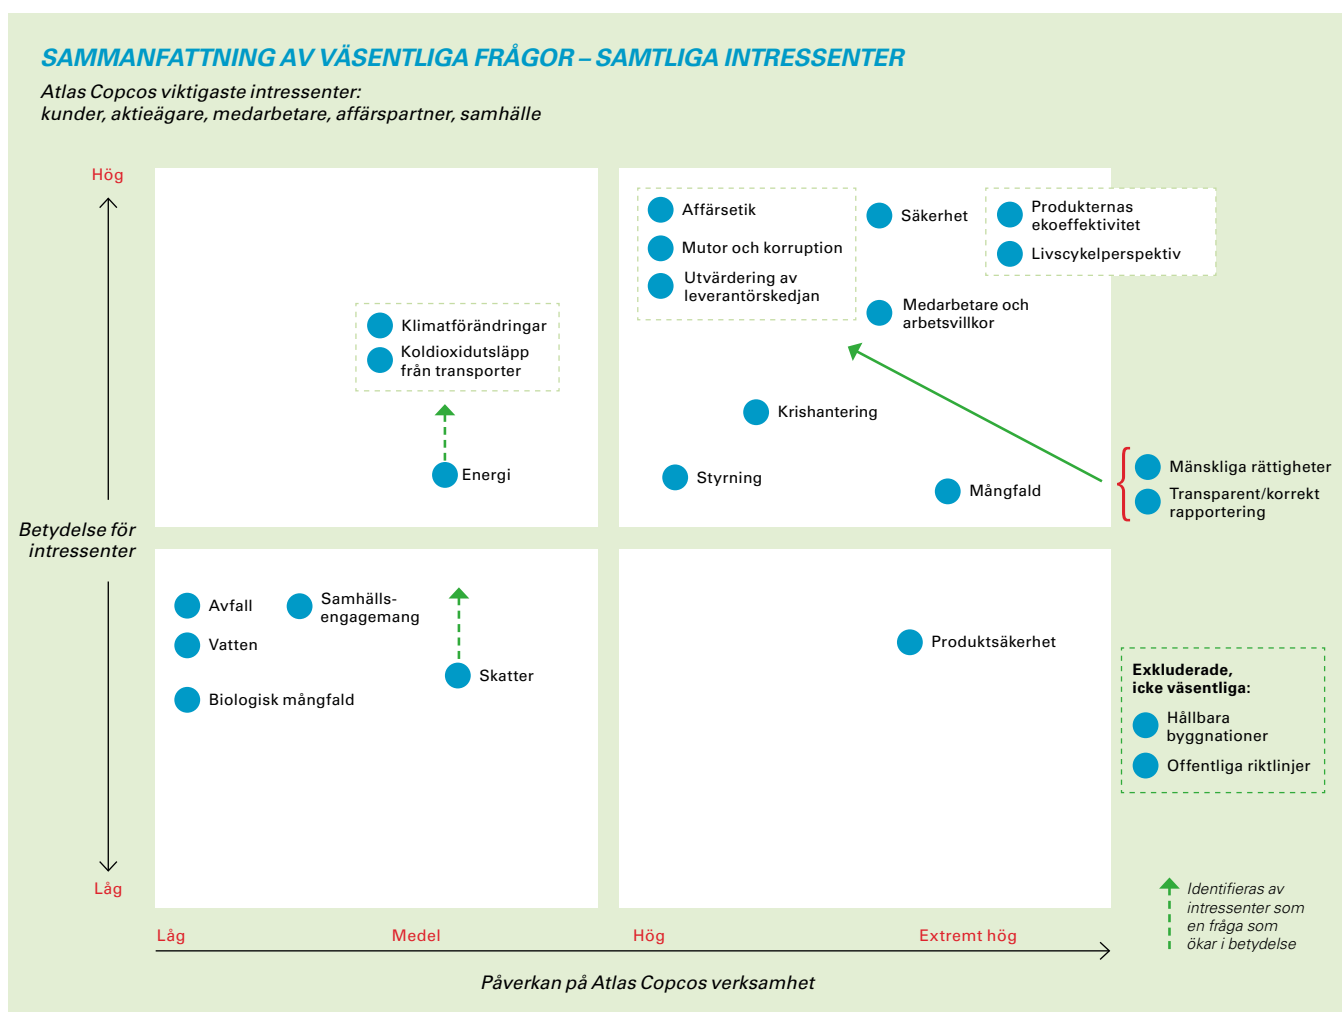 SAMMANFATTNING AV VÄSENTLIGA FRÅGOR – SAMTLIGA INTRESSENTER
Atlas Copcos viktigaste intressenter:
kunder, aktieägare, medarbetare, affärspartner, samhälle
Hög
Betydelse för
intressenter
Låg
Klimatförändringar
Koldioxidutsläpp
från transporter
Energi
Affärsetik
Mutor och korruption
Utvärdering av
leverantörskedjan
Säkerhet
Produkternas
ekoeffektivitet
Livscykelperspektiv
Medarbetare och
arbetsvillkor
Krishantering
Styrning
Mångfald
Mänskliga rättigheter
Transparent/korrekt
rapportering
Avfall
Samhälls-
engagemang
Vatten
Skatter
Biologisk mångfald
Produktsäkerhet
Exkluderade,
icke väsentliga:
Hållbara
byggnationer
Offentliga riktlinjer
Identifieras av
intressenter som
en fråga som
ökar i betydelse
Låg
Medel
Hög
Extremt hög
Påverkan på Atlas Copcos verksamhet